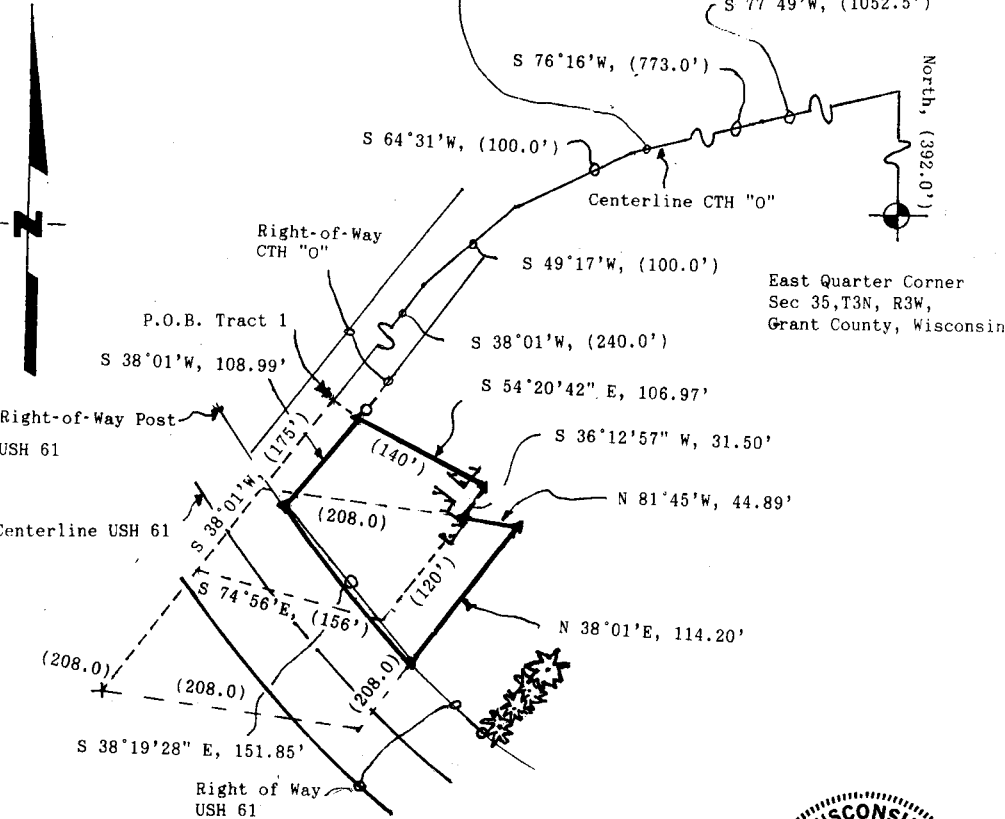 S 77°49'W, (1052.5')
S 76°16'W, (773.0')
North, (392.0')
S 64°31'W, (100.0')
Centerline CTH "O"
Right-of-Way
CTH "O"
S 49°17'W, (100.0')
East Quarter Corner
Sec 35,T3N, R3W,
Grant County, Wisconsin
P.O.B. Tract 1
S 38°01'W, (240.0')
S 38°01'W, 108.99'
S 54°20'42" E, 106.97'
Right-of-Way Post
USH 61
S 36°12'57" W, 31.50'
(140')
S 38°01'W, (175')
N 81°45'W, 44.89'
(208.0)
Centerline USH 61
(120')
S 74°56'E, (156')
N 38°01'E, 114.20'
(208.0)
(208.0)
(208.0)
S 38°19'28" E, 151.85'
Right of Way
USH 61
WISCONSI
N